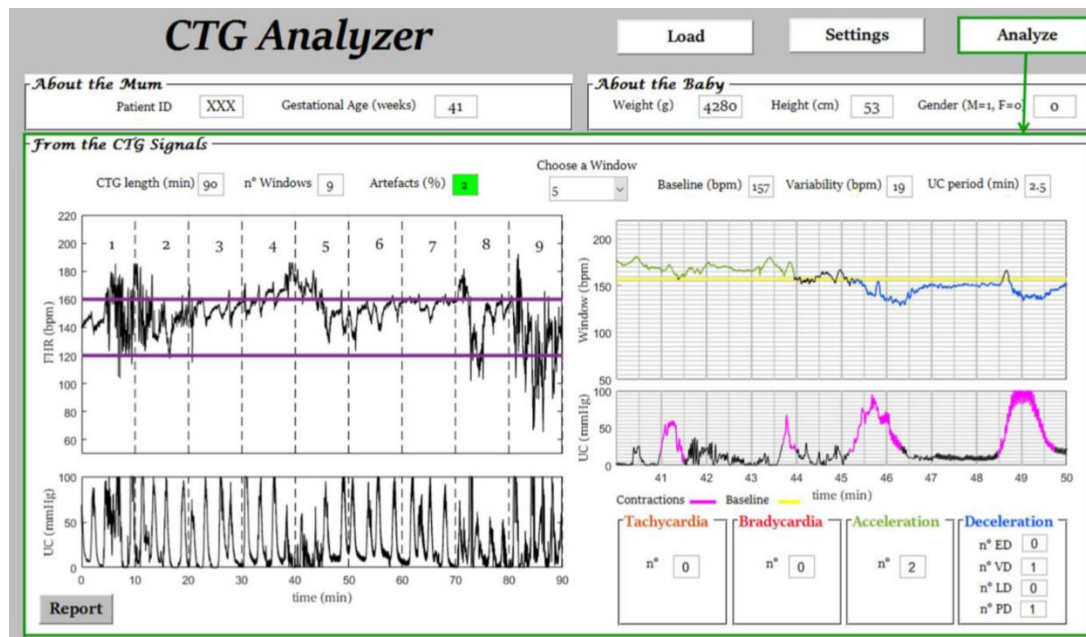 CTG Analyzer
Load
Settings
Analyze
About the Mum
Patient ID XXX Gestational Age (weeks) 41
About the Baby
Weight (g) 4280 Height (cm) 53 Gender (M=1, F=0) 0
From the CTG Signals
CTG length (min) 90 n° Windows 9 Artefacts (%) 2
Choose a Window
5
Baseline (bpm) 157 Variability (bpm) 19 UC period (min) 2.5
FHR (bpm)
220
200
180
160
140
120
100
80
60
1 2 3 4 5 6 7 8 9
UC (mmHg)
100
50
0
0 10 20 30 40 50 60 70 80 90
time (min)
Window (bpm)
200
150
100
50
UC (mmHg)
100
50
0
41 42 43 44 45 46 47 48 49 50
time (min)
Contractions Baseline
Tachycardia
n° 0
Bradycardia
n° 0
Acceleration
n° 2
Deceleration
n° ED 0
n° VD 1
n° LD 0
n° PD 1
Report